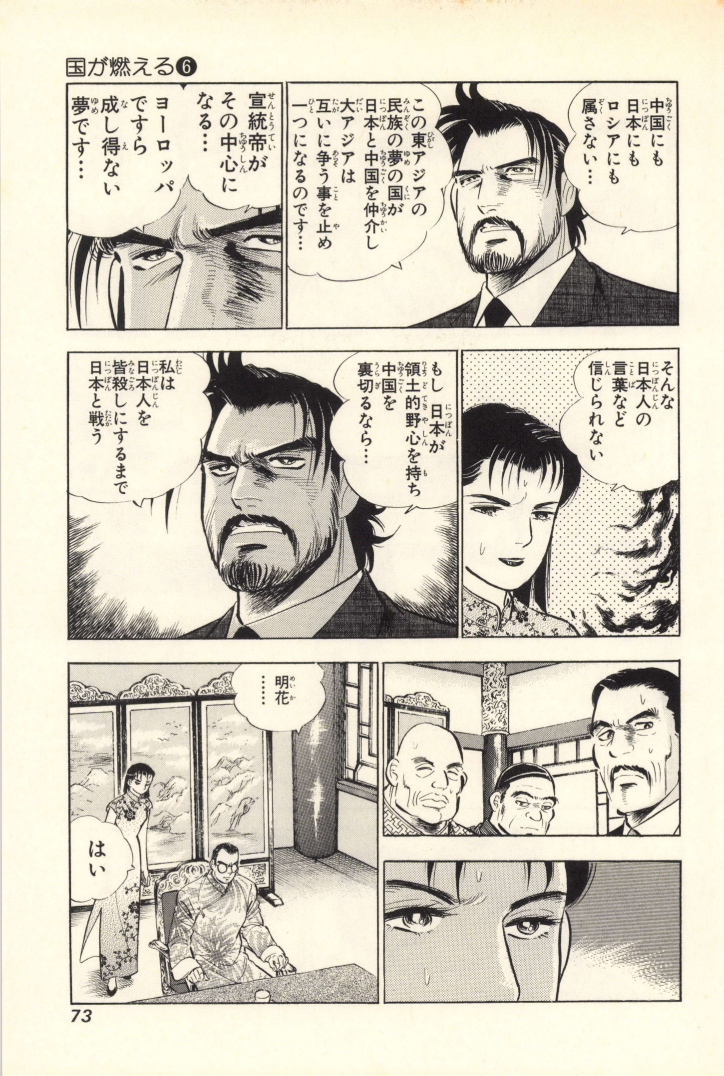 国が燃える❻
中国にも
日本にも
ロシアにも
属さない…
この東アジアの
民族の夢の国が
日本と中国を仲介し
大アジアは
互いに争う事を止め
一つになるのです…
宣統帝が
その中心に
なる…
ヨーロッパ
ですら
成し得ない
夢です…
そんな
日本人の
言葉など
信じられない
もし 日本が
領土的野心を持ち
中国を
裏切るなら…
私は
日本人を
皆殺しにするまで
日本と戦う
明花
……
はい
73